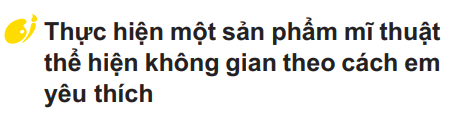 Thực hiện một sản phẩm mĩ thuật
thể hiện không gian theo cách em
yêu thích